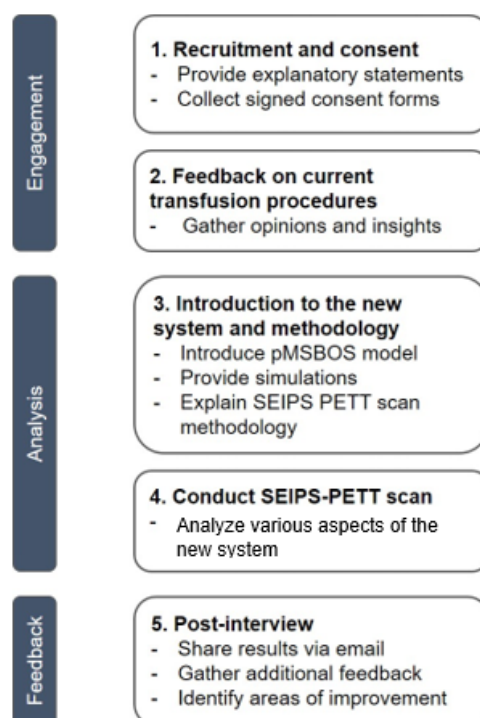 Engagement
1. Recruitment and consent
- Provide explanatory statements
- Collect signed consent forms
2. Feedback on current
transfusion procedures
- Gather opinions and insights
Analysis
3. Introduction to the new
system and methodology
- Introduce pMSBOS model
- Provide simulations
- Explain SEIPS PETT scan
methodology
4. Conduct SEIPS-PETT scan
- Analyze various aspects of the
new system
Feedback
5. Post-interview
- Share results via email
- Gather additional feedback
- Identify areas of improvement